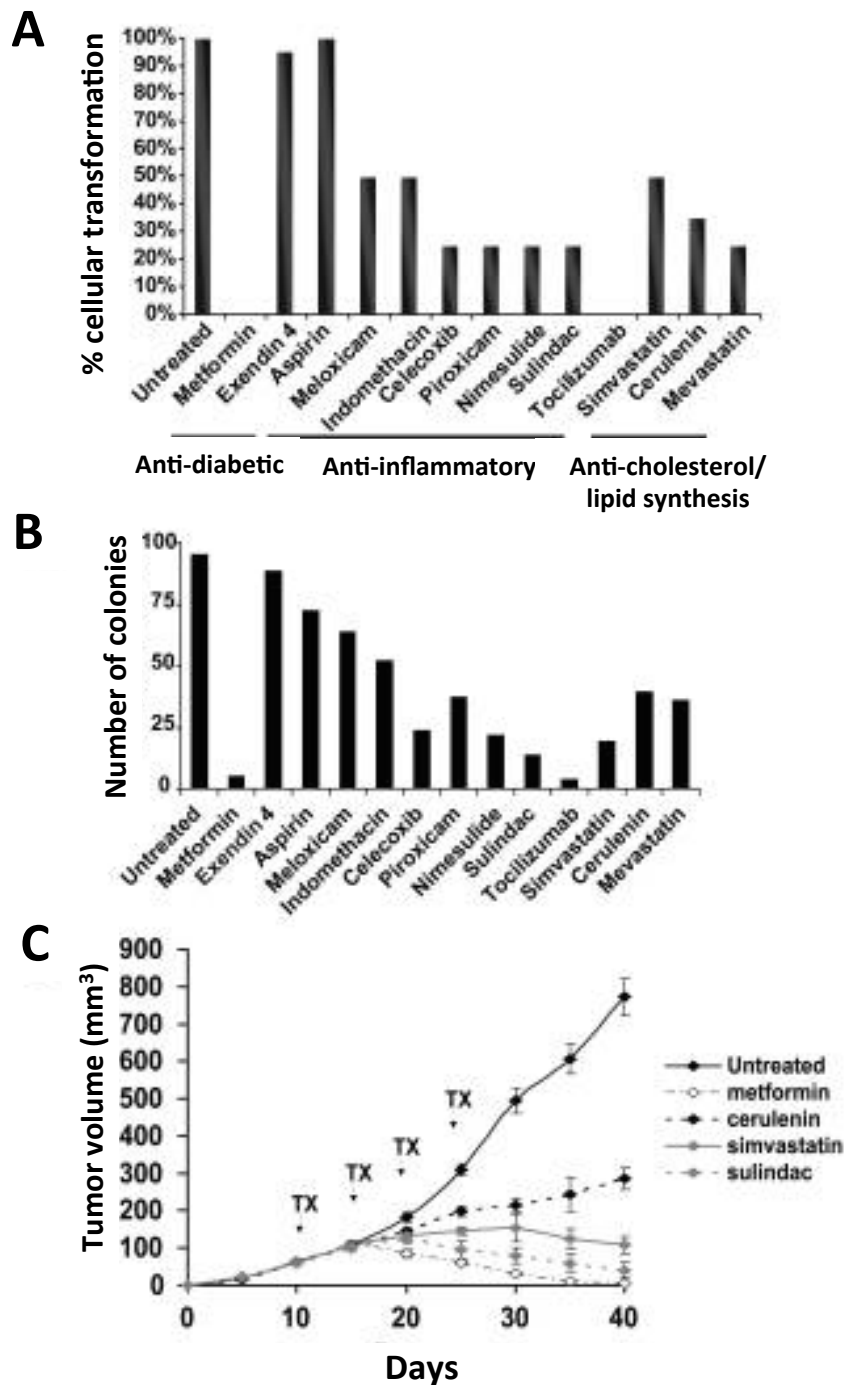 A
% cellular transformation
100%
90%
80%
70%
60%
50%
40%
30%
20%
10%
0%
Untreated
Metformin
Exendin 4
Aspirin
Meloxicam
Indomethacin
Celecoxib
Piroxicam
Nimesulide
Sulindac
Tocilizumab
Simvastatin
Cerulenin
Mevastatin
Anti-diabetic
Anti-inflammatory
Anti-cholesterol/
lipid synthesis
B
Number of colonies
100
75
50
25
0
Untreated
Metformin
Exendin 4
Aspirin
Meloxicam
Indomethacin
Celecoxib
Piroxicam
Nimesulide
Sulindac
Tocilizumab
Simvastatin
Cerulenin
Mevastatin
C
Tumor volume (mm³)
900
800
700
600
500
400
300
200
100
0
TX
TX
TX
TX
Untreated
metformin
cerulenin
simvastatin
sulindac
0
10
20
30
40
Days